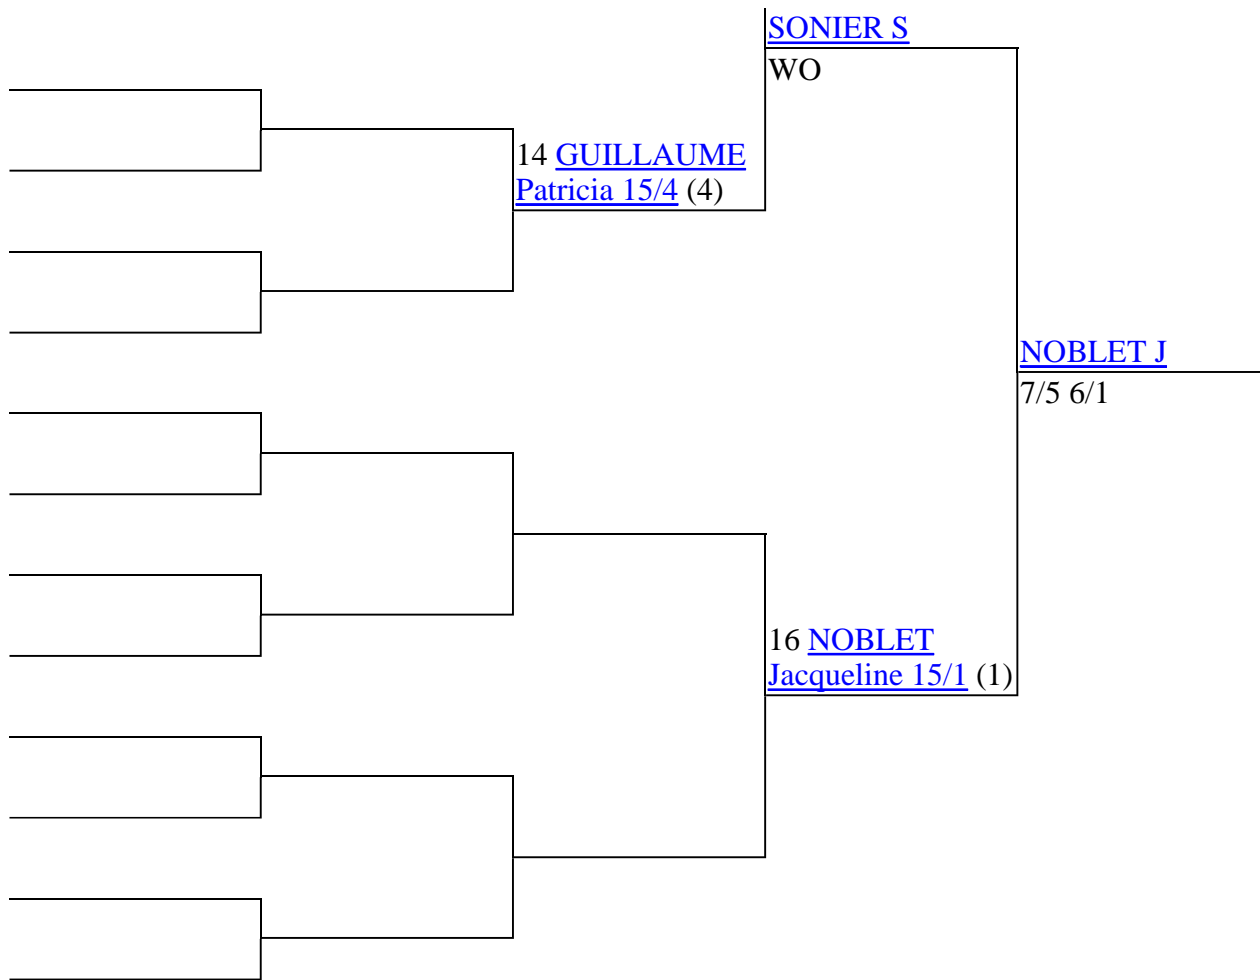 SONIER S
WO
14 GUILLAUME
Patricia 15/4 (4)
NOBLET J
7/5 6/1
16 NOBLET
Jacqueline 15/1 (1)